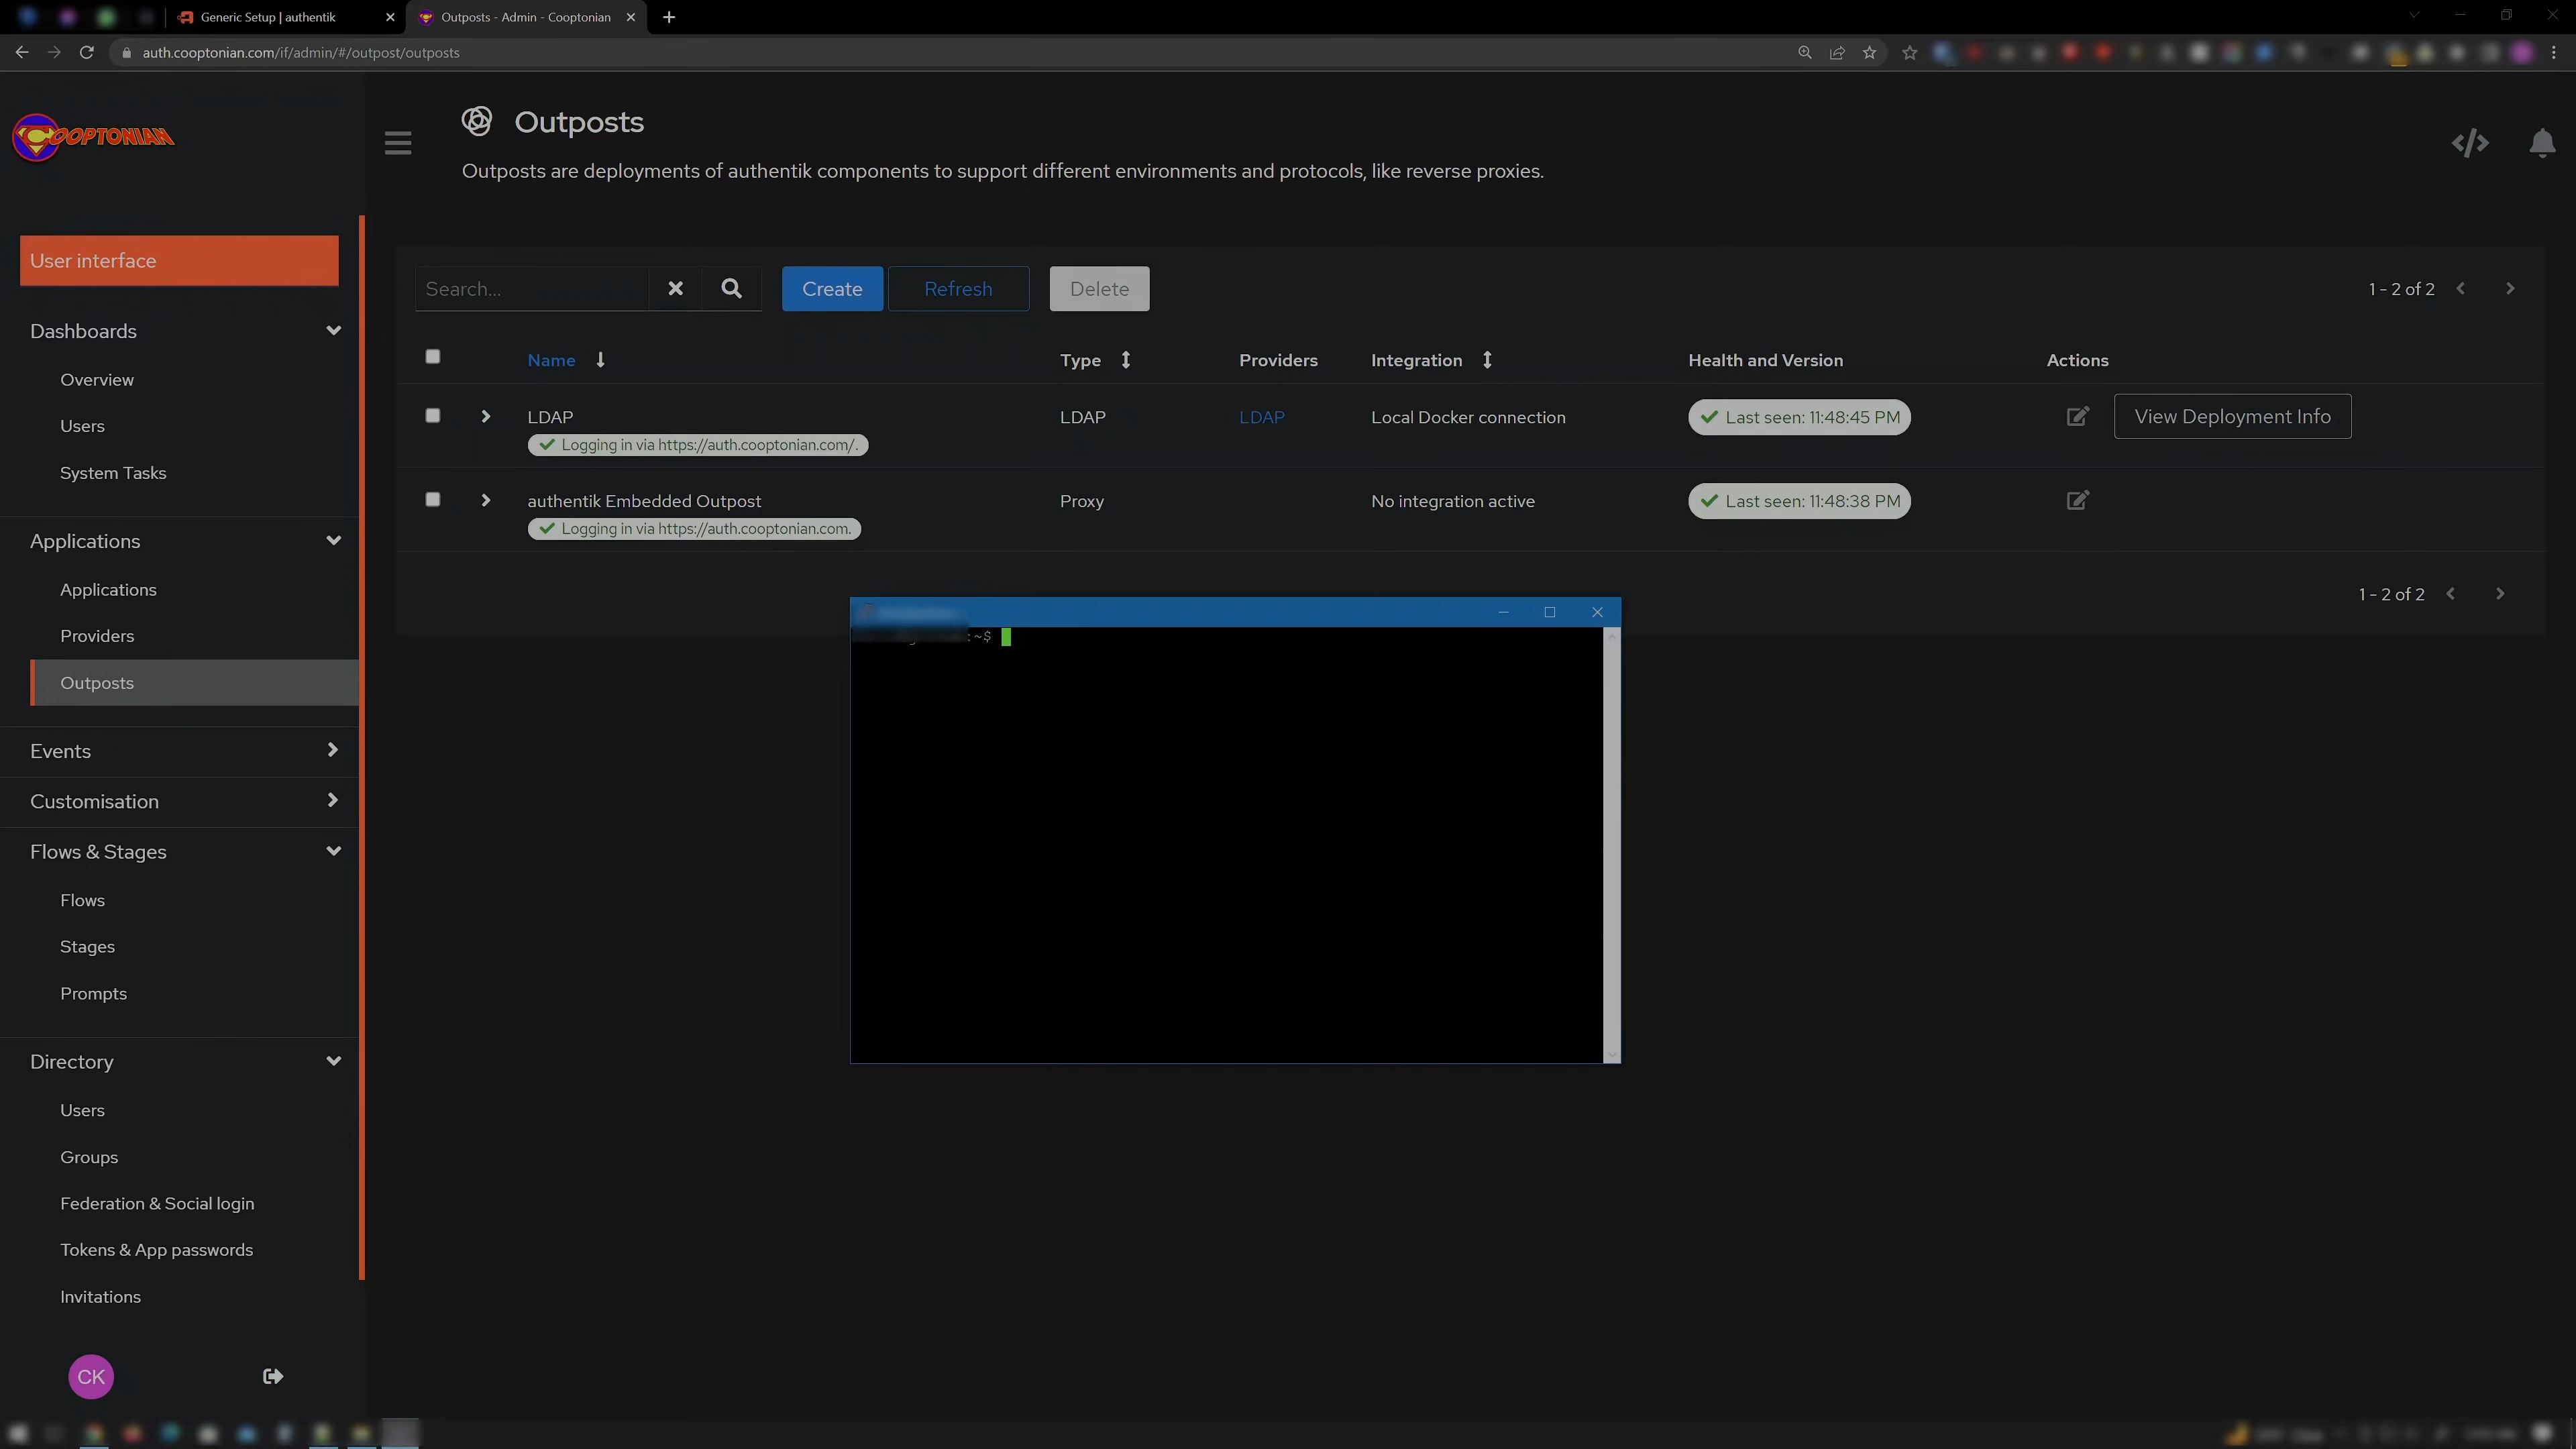 Generic Setup | authentik
Outposts - Admin - Cooptonian
auth.cooptonian.com/if/admin/#/outpost/outposts
COOPTONIAN
Outposts
Outposts are deployments of authentik components to support different environments and protocols, like reverse proxies.
User interface
Dashboards
Overview
Users
System Tasks
Applications
Applications
Providers
Outposts
Events
Customisation
Flows & Stages
Flows
Stages
Prompts
Directory
Users
Groups
Federation & Social login
Tokens & App passwords
Invitations
CK
Search...
Create
Refresh
Delete
1 - 2 of 2
Name Type Providers Integration Health and Version Actions
LDAP LDAP LDAP Local Docker connection Last seen: 11:48:45 PM View Deployment Info
Logging in via https://auth.cooptonian.com/.
authentik Embedded Outpost Proxy No integration active Last seen: 11:48:38 PM
Logging in via https://auth.cooptonian.com.
1 - 2 of 2
:~$